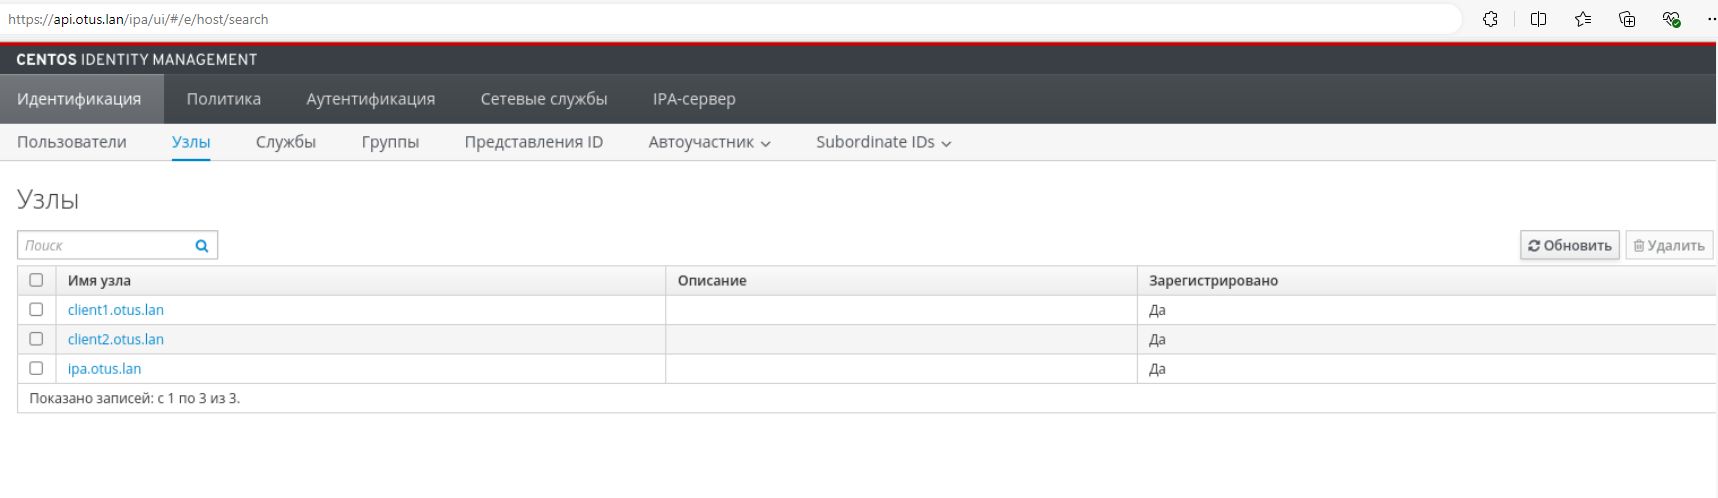 https://api.otus.lan/ipa/ui/#/e/host/search
CENTOS IDENTITY MANAGEMENT
Идентификация Политика Аутентификация Сетевые службы IPA-сервер
Пользователи Узлы Службы Группы Представления ID Автоучастник Subordinate IDs
Узлы
Поиск Обновить Удалить
Имя узла Описание Зарегистрировано
client1.otus.lan Да
client2.otus.lan Да
ipa.otus.lan Да
Показано записей: с 1 по 3 из 3.